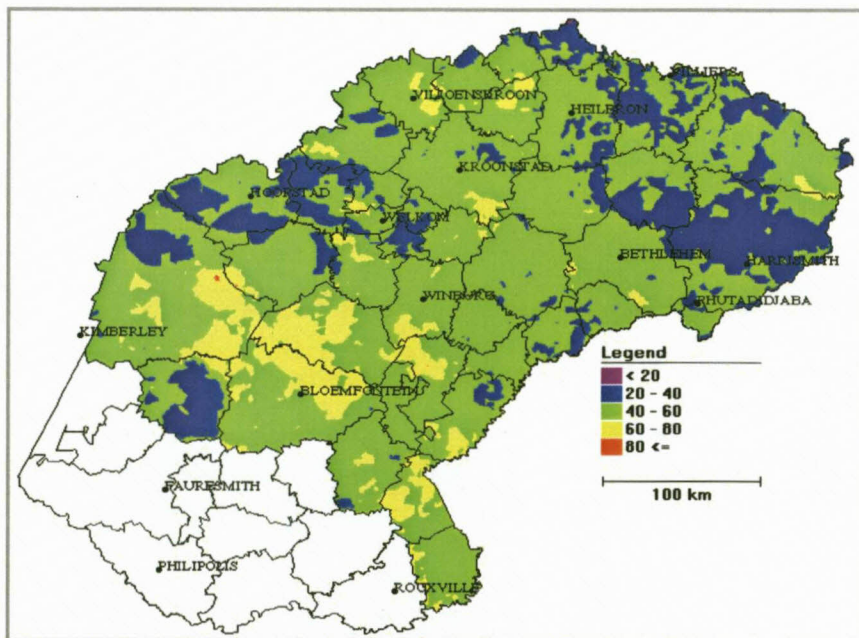 VILJOENSKROON
HEILBRON
KROONSTAD
HOOPSTAD
WELKOM
BETHLEHEM
HARRISMITH
WINBURG
PHUTADIDJABA
KIMBERLEY
BLOEMFONTEIN
FAURESMITH
PHILIPOLIS
ROUXVILLE
Legend
< 20
20 - 40
40 - 60
60 - 80
80 <=
100 km